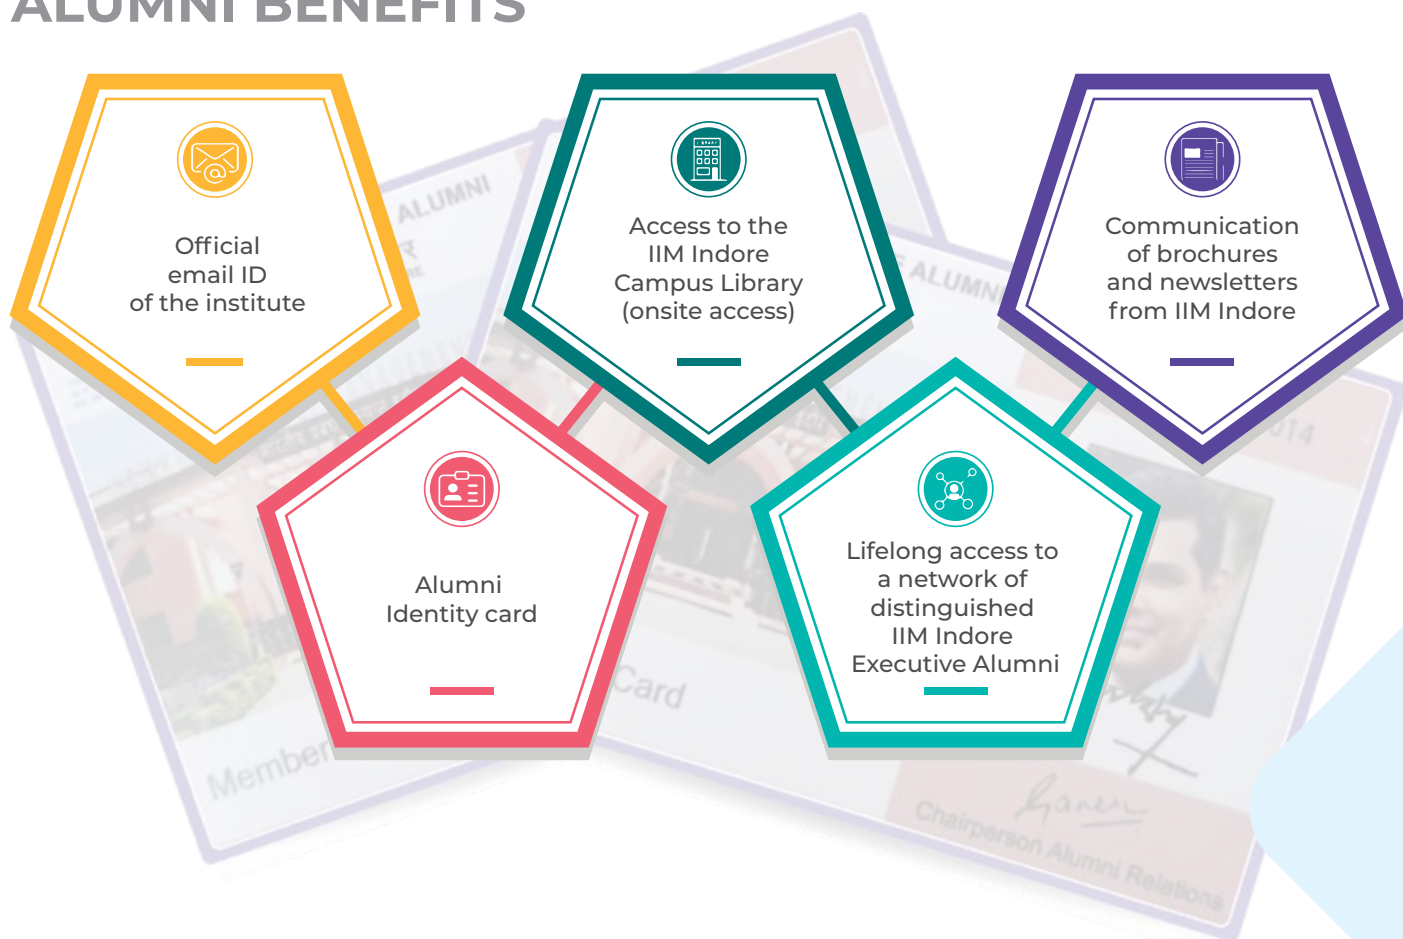 ALUMNI BENEFITS
Official
email ID
of the institute
Alumni
Identity card
Access to the
IIM Indore
Campus Library
(onsite access)
Lifelong access to
a network of
distinguished
IIM Indore
Executive Alumni
Communication
of brochures
and newsletters
from IIM Indore
LIBRARY
ALUMNI
ALUMNI
014
Member
Card
Chairperson Alumni Relations